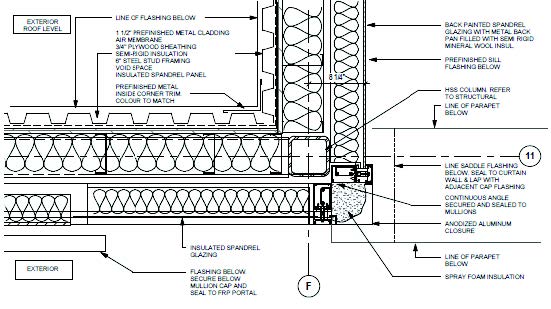 EXTERIOR
ROOF LEVEL
LINE OF FLASHING BELOW
1 1/2" PREFINISHED METAL CLADDING
AIR MEMBRANE
3/4" PLYWOOD SHEATHING
SEMI-RIGID INSULATION
6" STEEL STUD FRAMING
VOID SPACE
INSULATED SPANDREL PANEL
PREFINISHED METAL
INSIDE CORNER TRIM
COLOUR TO MATCH
8 1/4"
BACK PAINTED SPANDREL
GLAZING WITH METAL BACK
PAN FILLED WITH SEMI RIGID
MINERAL WOOL INSUL.
PREFINISHED SILL
FLASHING BELOW
HSS COLUMN. REFER
TO STRUCTURAL
LINE OF PARAPET
BELOW
11
LINE SADDLE FLASHING
BELOW. SEAL TO CURTAIN
WALL & LAP WITH
ADJACENT CAP FLASHING
CONTINUOUS ANGLE
SECURED AND SEALED TO
MULLIONS
ANODIZED ALUMINUM
CLOSURE
LINE OF PARAPET
BELOW
SPRAY FOAM INSULATION
INSULATED SPANDREL
GLAZING
FLASHING BELOW
SECURE BELOW
MULLION CAP AND
SEAL TO FRP PORTAL
EXTERIOR
F